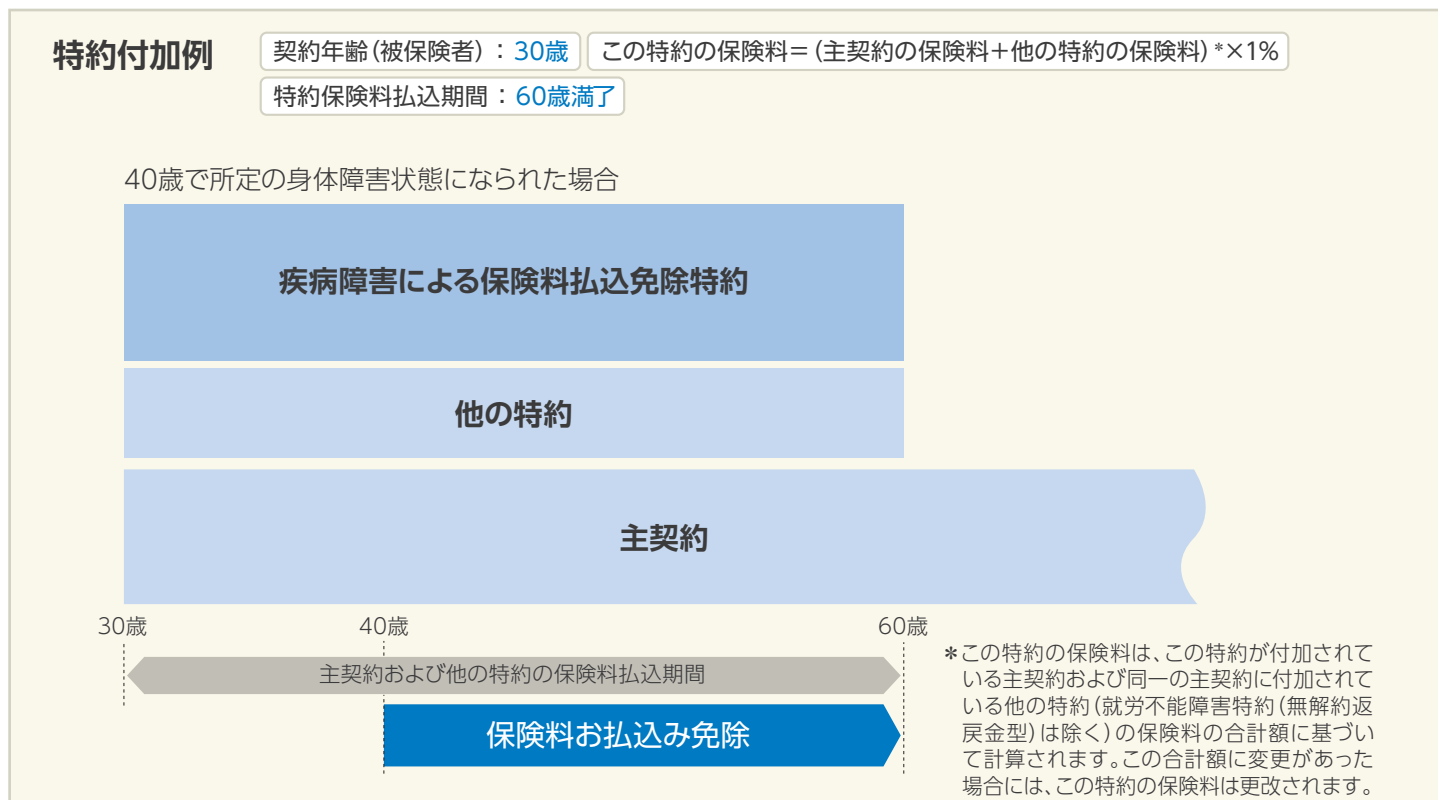 特約付加例
契約年齢(被保険者)：30歳
この特約の保険料＝(主契約の保険料＋他の特約の保険料)*×1%
特約保険料払込期間：60歳満了
40歳で所定の身体障害状態になられた場合
疾病障害による保険料払込免除特約
他の特約
主契約
30歳
40歳
60歳
主契約および他の特約の保険料払込期間
保険料お払込み免除
*この特約の保険料は、この特約が付加されて
いる主契約および同一の主契約に付加されて
いる他の特約(就労不能障害特約(無解約返
戻金型)は除く)の保険料の合計額に基づい
て計算されます。この合計額に変更があった
場合には、この特約の保険料は更改されます。